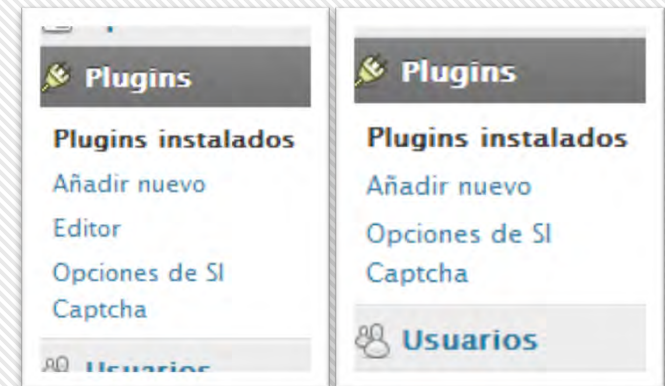 Plugins
Plugins instalados
Añadir nuevo
Editor
Opciones de SI
Captcha
Usuarios
Plugins
Plugins instalados
Añadir nuevo
Opciones de SI
Captcha
Usuarios